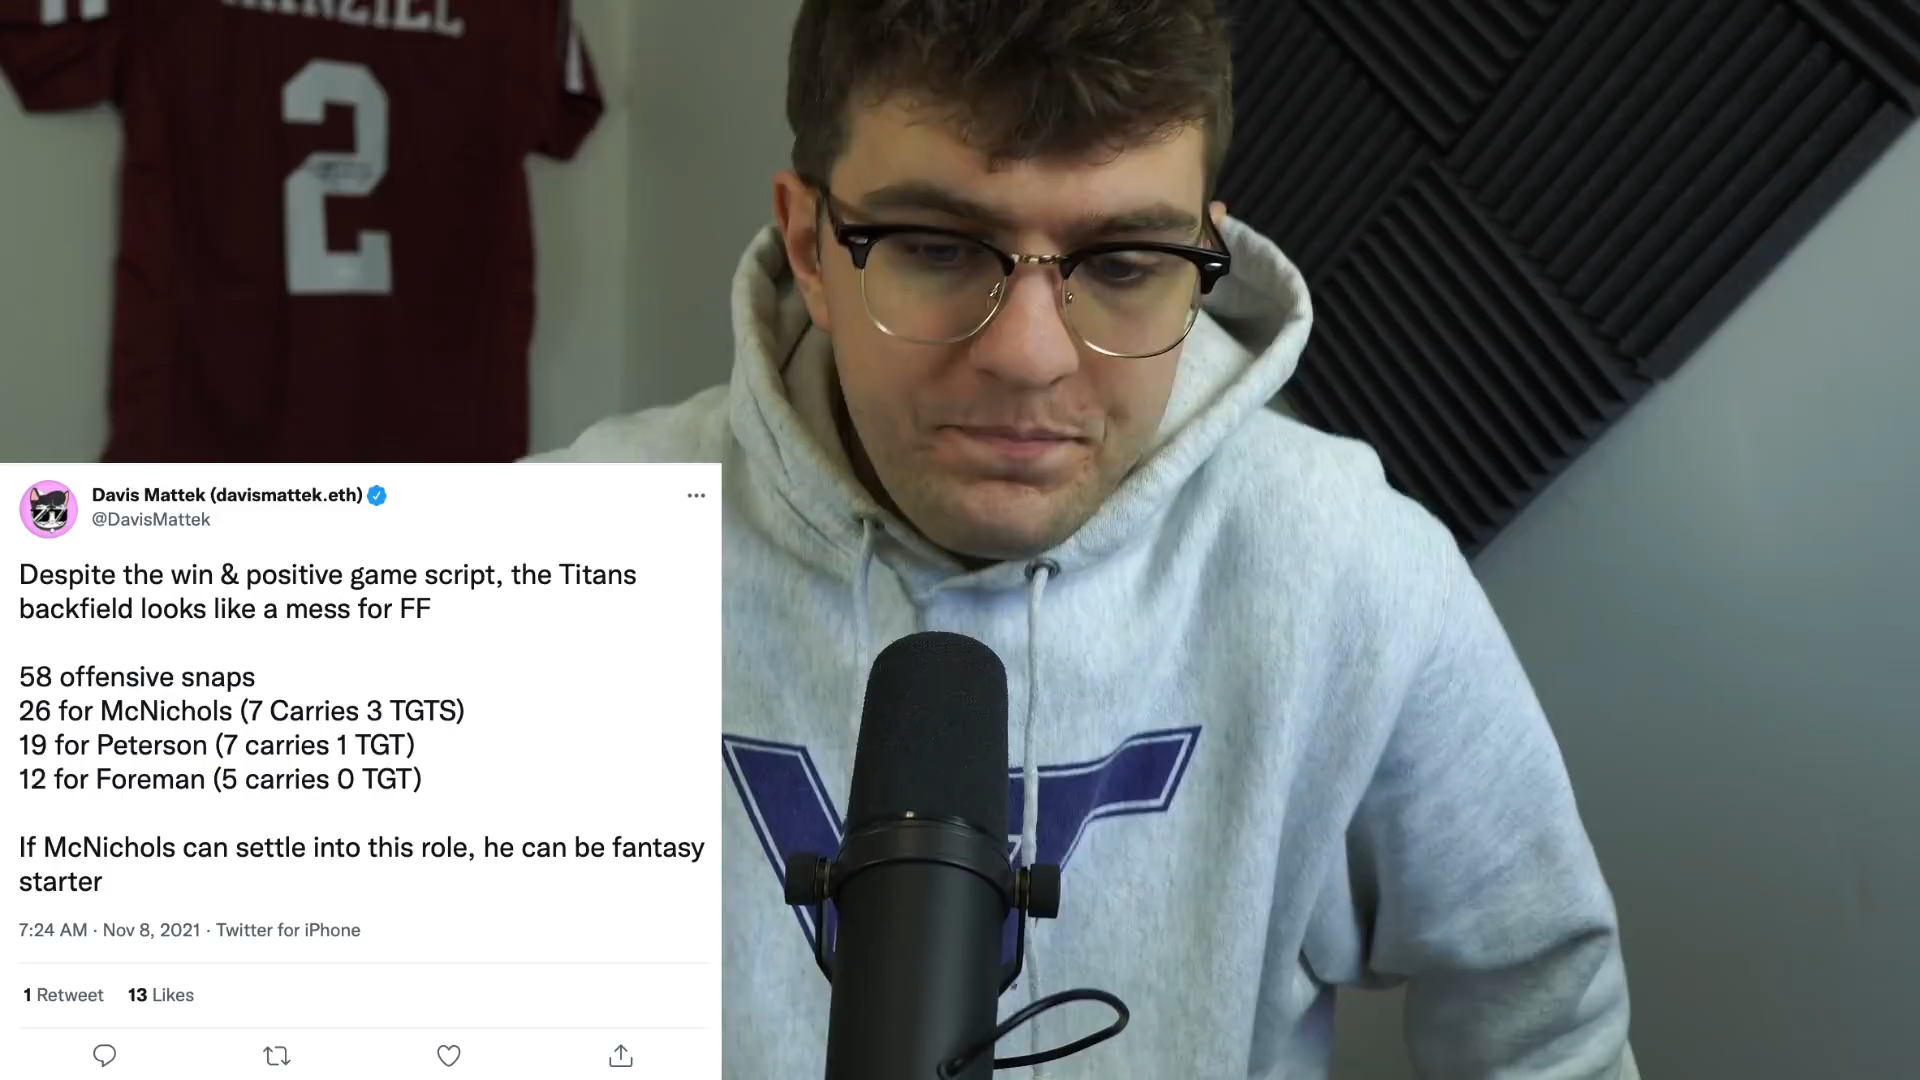 2
Davis Mattek (davismattek.eth)
@DavisMattek
Despite the win & positive game script, the Titans
backfield looks like a mess for FF
58 offensive snaps
26 for McNichols (7 Carries 3 TGTS)
19 for Peterson (7 carries 1 TGT)
12 for Foreman (5 carries 0 TGT)
If McNichols can settle into this role, he can be fantasy
starter
7:24 AM · Nov 8, 2021 · Twitter for iPhone
1 Retweet 13 Likes